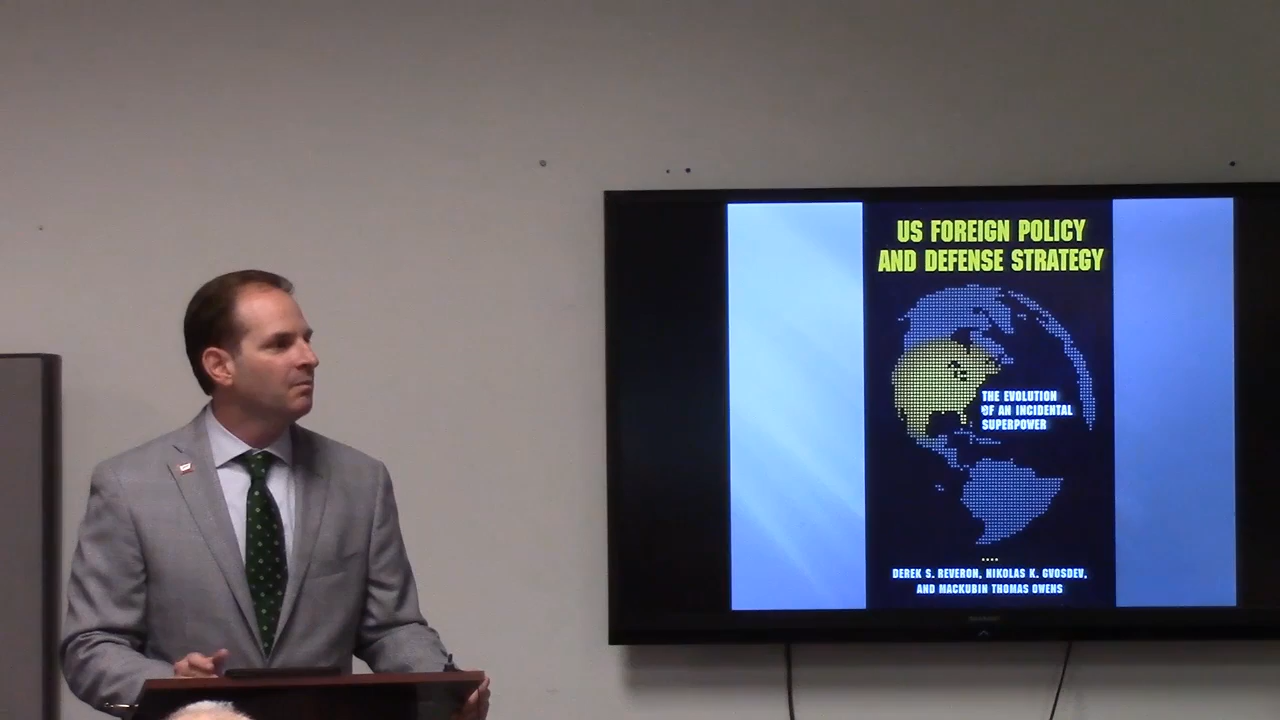 US FOREIGN POLICY
AND DEFENSE STRATEGY
THE EVOLUTION
OF AN INCIDENTAL
SUPERPOWER
DEREK S. REVERON, NIKOLAS K. GVOSDEV,
AND MACKUBIN THOMAS OWENS
SHARP